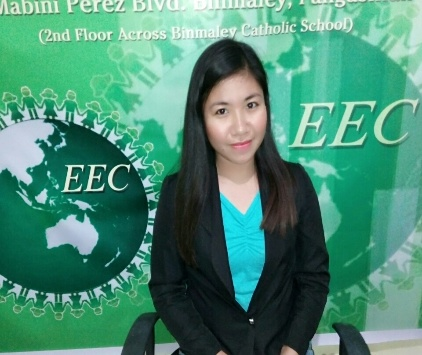 Mabini Perez Blvd. Binmaley, Pangasinan
(2nd Floor Across Binmaley Catholic School)
EEC
EEC